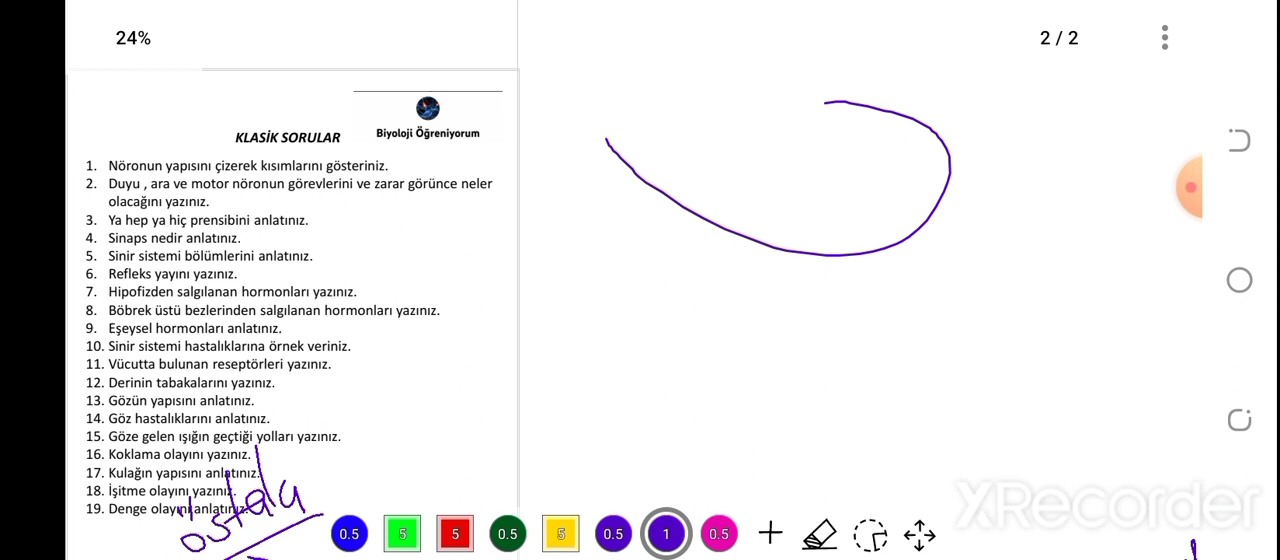 24%
2 / 2
Biyoloji Öğreniyorum
KLASİK SORULAR
1. Nöronun yapısını çizerek kısımlarını gösteriniz.
2. Duyu , ara ve motor nöronun görevlerini ve zarar görünce neler
olacağını yazınız.
3. Ya hep ya hiç prensibini anlatınız.
4. Sinaps nedir anlatınız.
5. Sinir sistemi bölümlerini anlatınız.
6. Refleks yayını yazınız.
7. Hipofizden salgılanan hormonları yazınız.
8. Böbrek üstü bezlerinden salgılanan hormonları yazınız.
9. Eşeysel hormonları anlatınız.
10. Sinir sistemi hastalıklarına örnek veriniz.
11. Vücutta bulunan reseptörleri yazınız.
12. Derinin tabakalarını yazınız.
13. Gözün yapısını anlatınız.
14. Göz hastalıklarını anlatınız.
15. Göze gelen ışığın geçtiği yolları yazınız.
16. Koklama olayını yazınız.
17. Kulağın yapısını anlatınız.
18. İşitme olayını yazınız.
19. Denge olayını anlatınız.
0.5 5 5 0.5 5 0.5 1 0.5
XRecorder